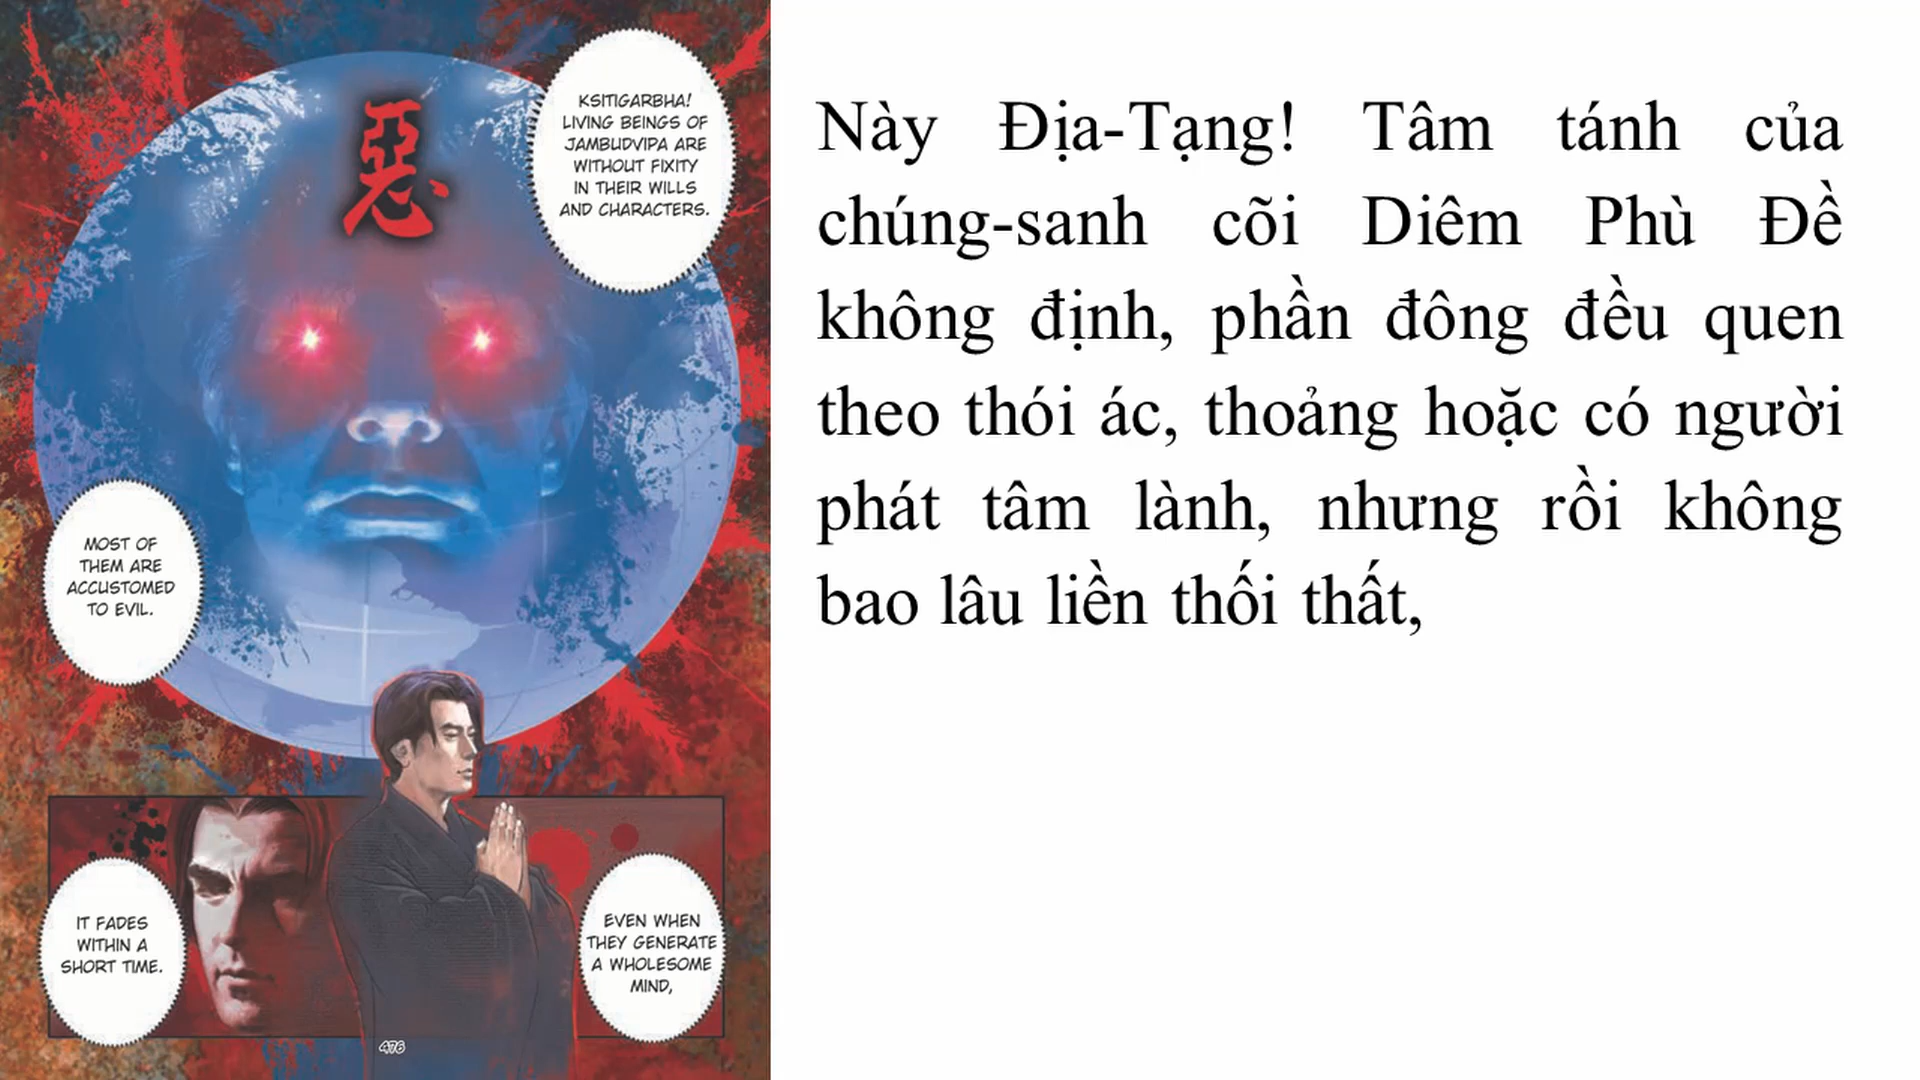 惡
KSITIGARBHA!
LIVING BEINGS OF
JAMBUDVIPA ARE
WITHOUT FIXITY
IN THEIR WILLS
AND CHARACTERS.
MOST OF
THEM ARE
ACCUSTOMED
TO EVIL.
EVEN WHEN
THEY GENERATE
A WHOLESOME
MIND,
IT FADES
WITHIN A
SHORT TIME.
476
Này Địa-Tạng! Tâm tánh của
chúng-sanh cõi Diêm Phù Đề
không định, phần đông đều quen
theo thói ác, thoảng hoặc có người
phát tâm lành, nhưng rồi không
bao lâu liền thối thất,